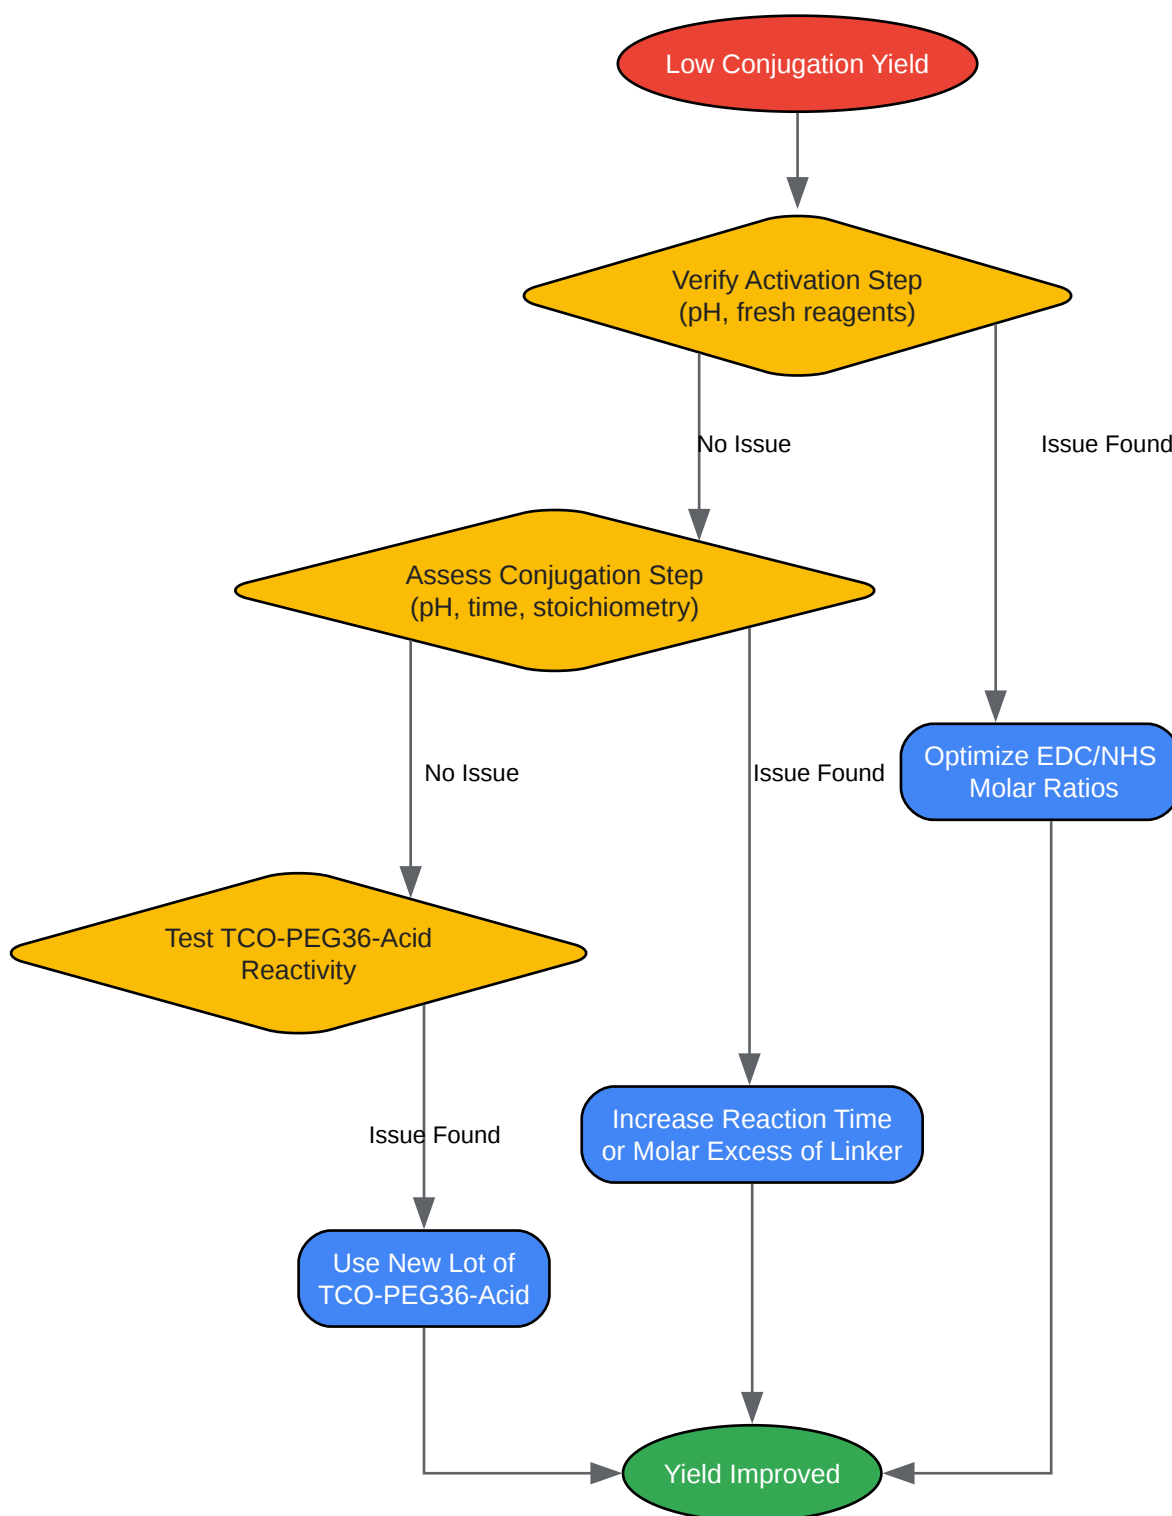 Low Conjugation Yield
Verify Activation Step
(pH, fresh reagents)
No Issue
Issue Found
Assess Conjugation Step
(pH, time, stoichiometry)
Optimize EDC/NHS
Molar Ratios
No Issue
Issue Found
Test TCO-PEG36-Acid
Reactivity
Increase Reaction Time
or Molar Excess of Linker
Issue Found
Use New Lot of
TCO-PEG36-Acid
Yield Improved